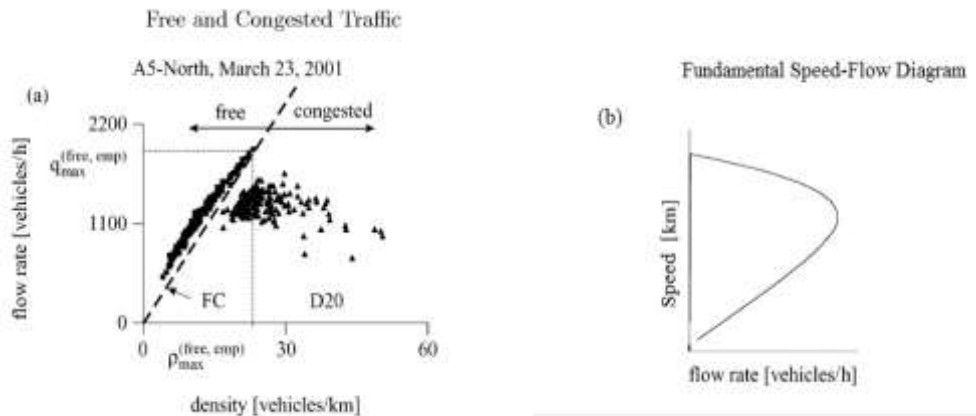 Free and Congested Traffic
A5-North, March 23, 2001
(a)
free
congested
flow rate [vehicles/h]
2200
q_max^(free, emp)
1100
0
FC
D20
0
ρ_max^(free, emp)
30
60
density [vehicles/km]
Fundamental Speed-Flow Diagram
(b)
Speed [km]
flow rate [vehicles/h]